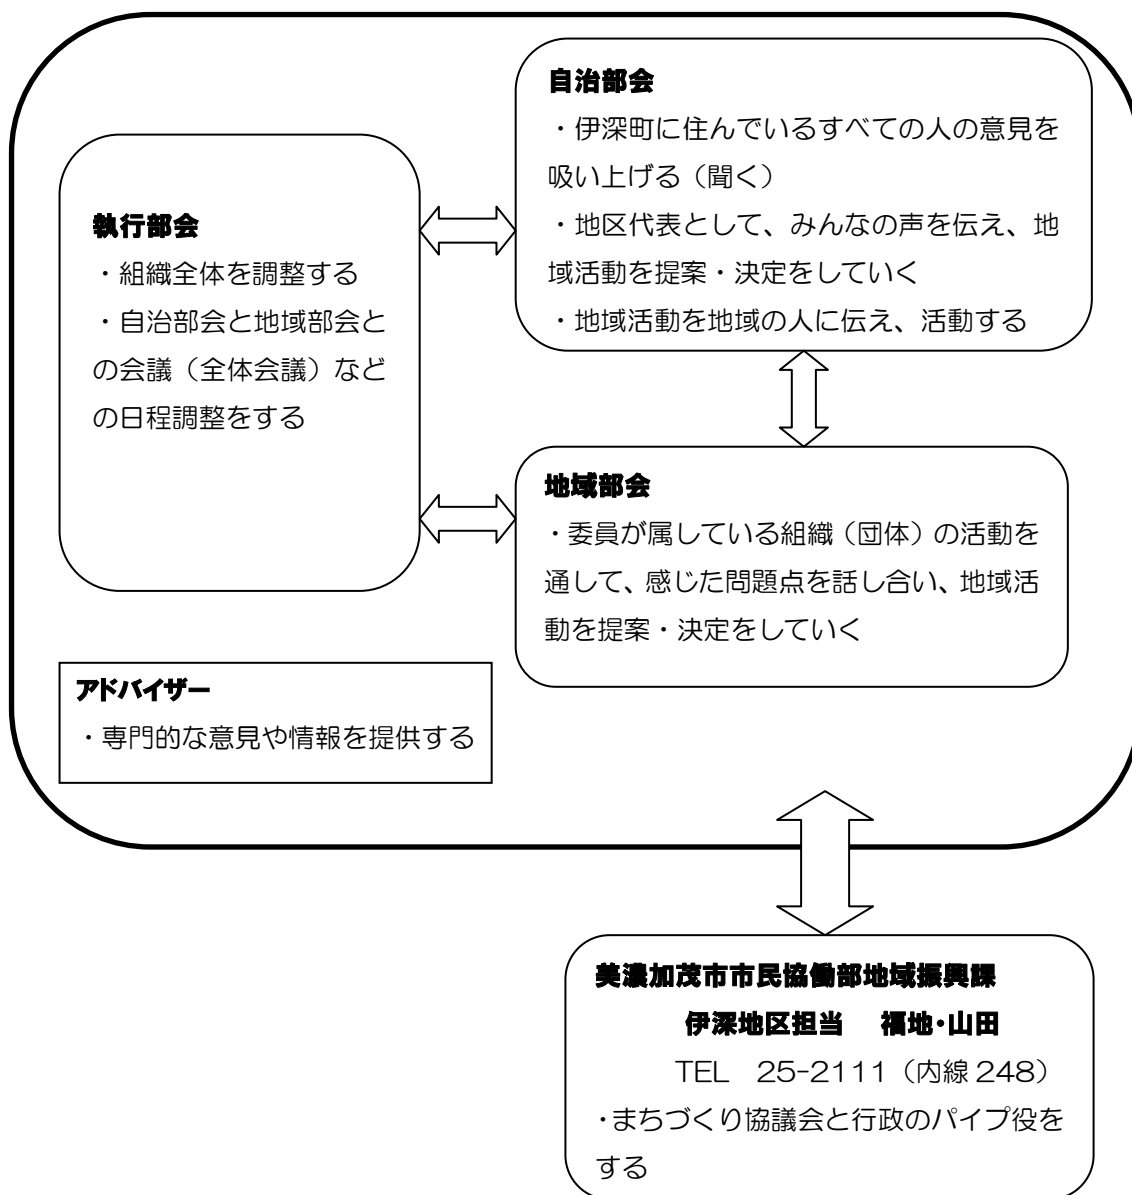 自治部会
・伊深町に住んでいるすべての人の意見を
吸い上げる（聞く）
・地区代表として、みんなの声を伝え、地
域活動を提案・決定をしていく
・地域活動を地域の人に伝え、活動する
執行部会
・組織全体を調整する
・自治部会と地域部会と
の会議（全体会議）など
の日程調整をする
地域部会
・委員が属している組織（団体）の活動を
通して、感じた問題点を話し合い、地域活
動を提案・決定をしていく
アドバイザー
・専門的な意見や情報を提供する
美濃加茂市市民協働部地域振興課
伊深地区担当　福地・山田
TEL　25-2111（内線 248）
・まちづくり協議会と行政のパイプ役を
する